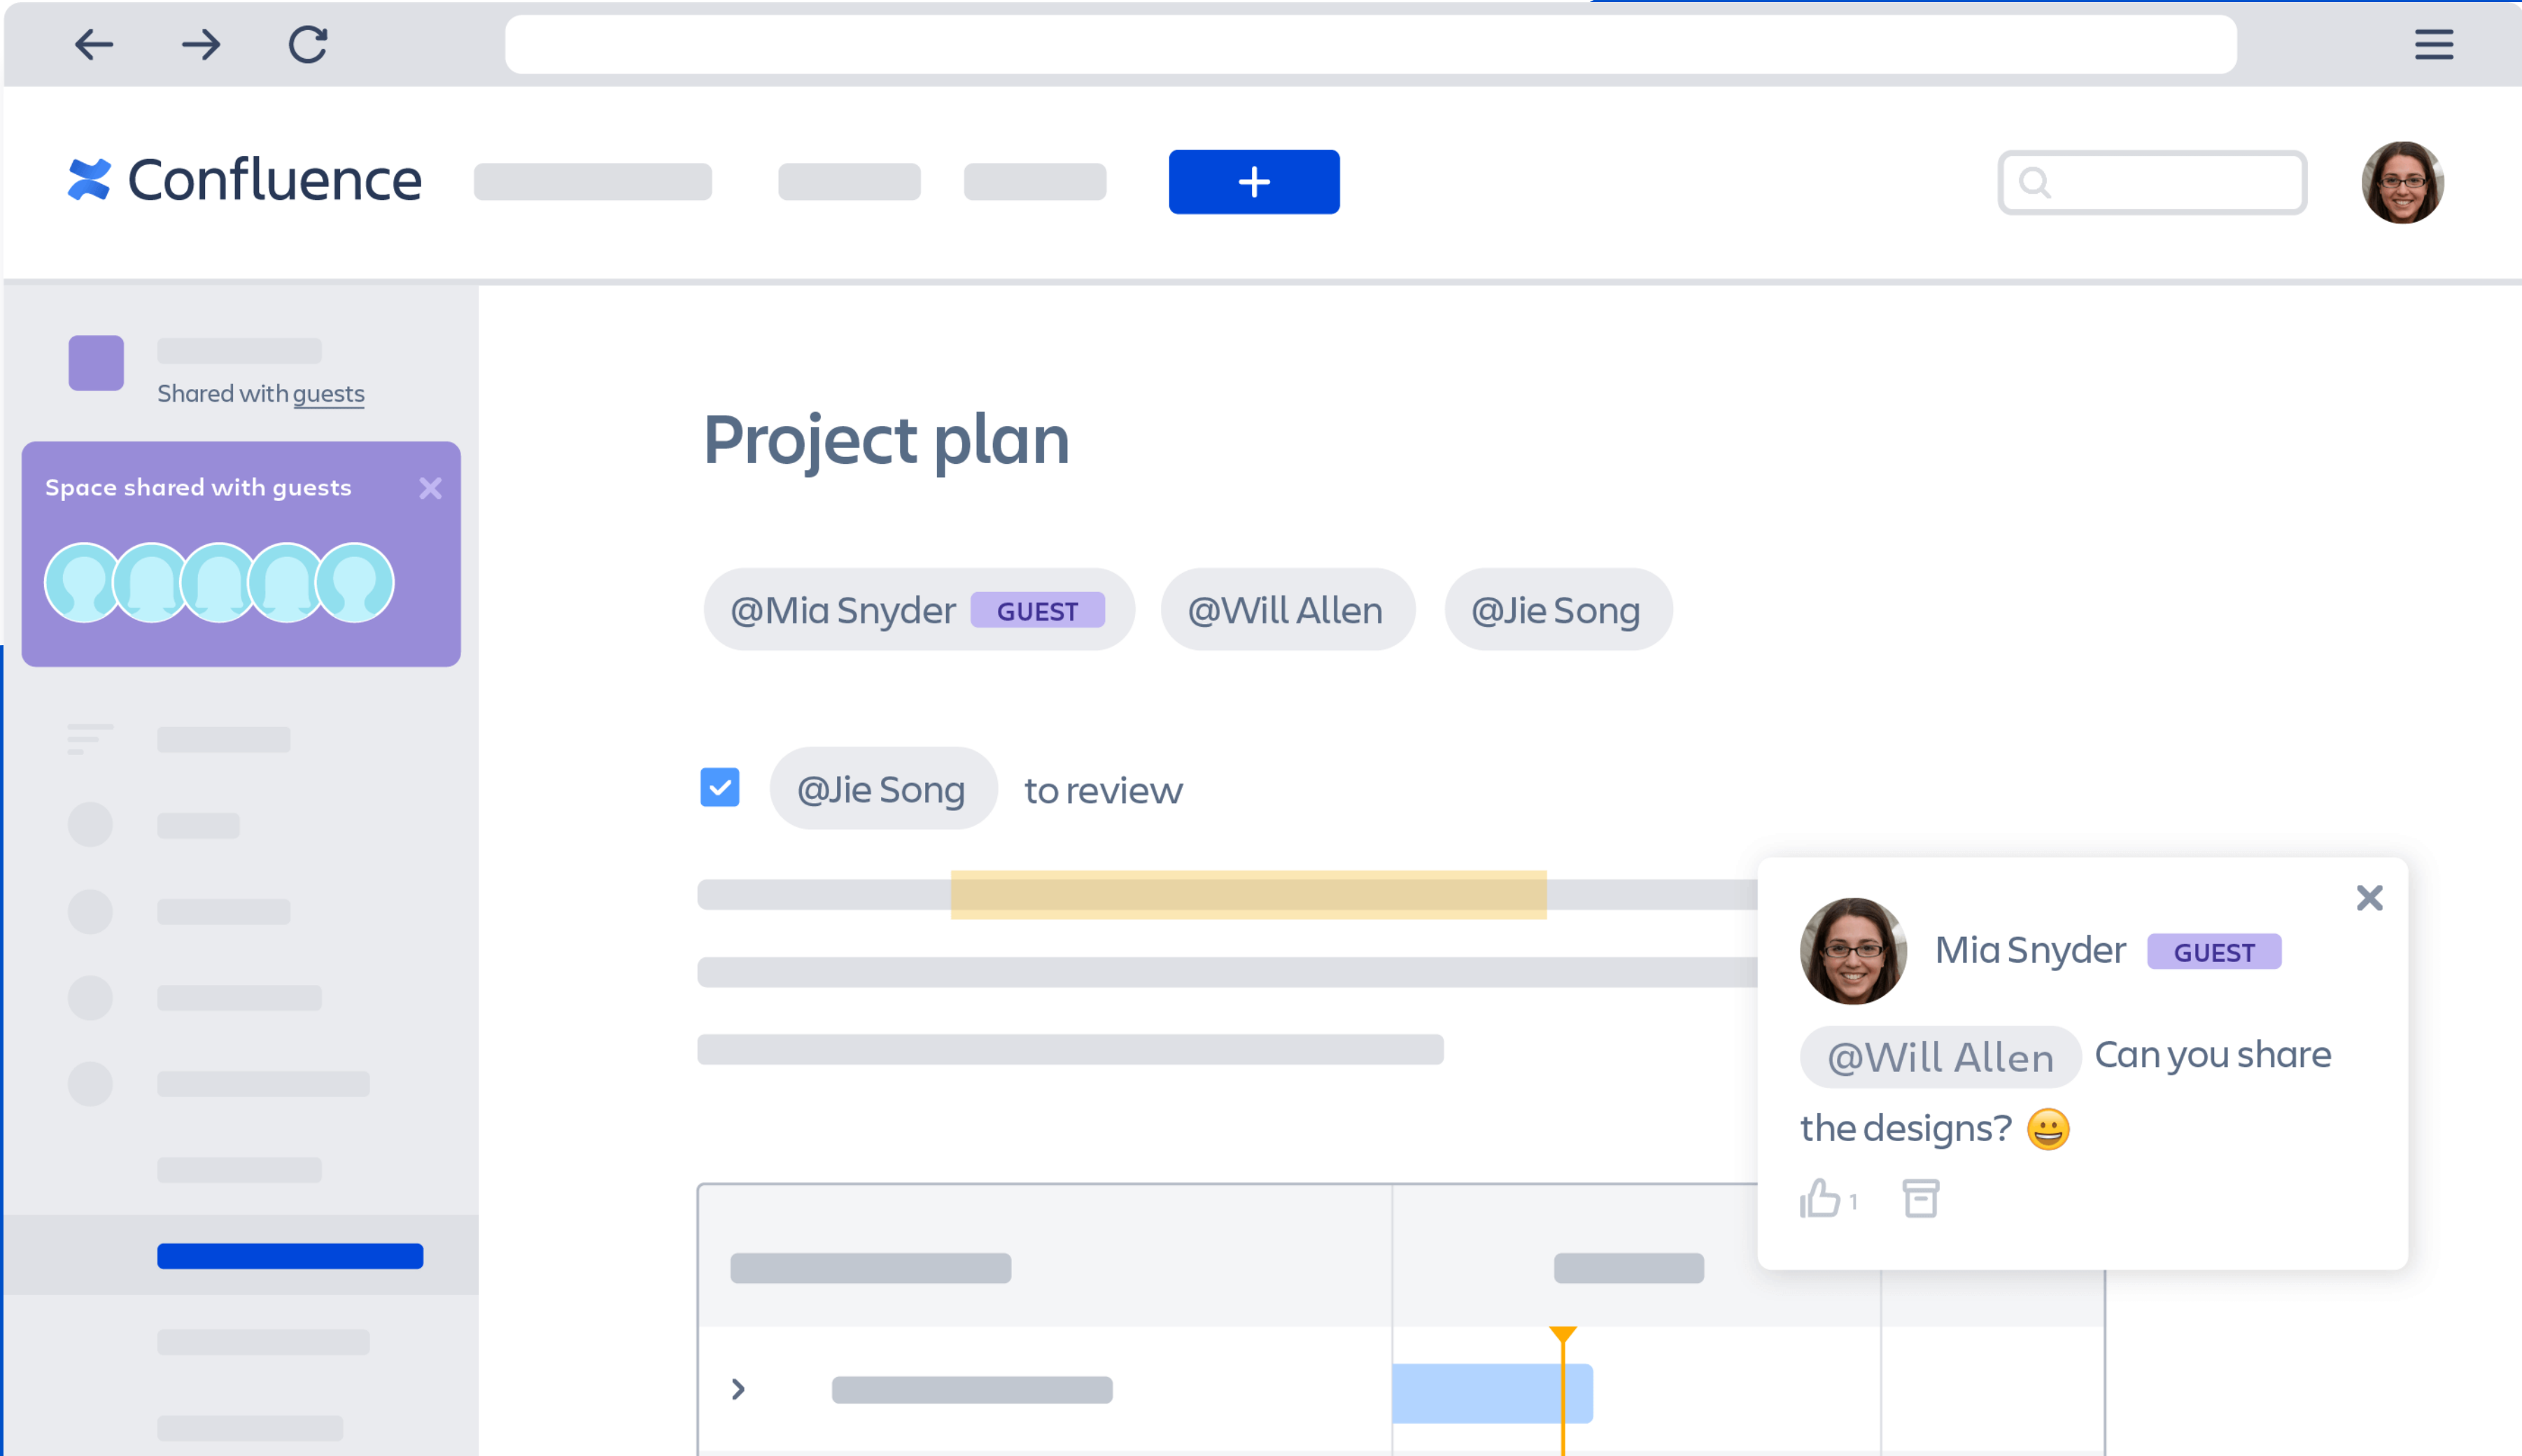 Confluence
Shared with guests
Space shared with guests
Project plan
@Mia Snyder GUEST @Will Allen @Jie Song
@Jie Song to review
Mia Snyder GUEST
@Will Allen Can you share
the designs? 😀
1